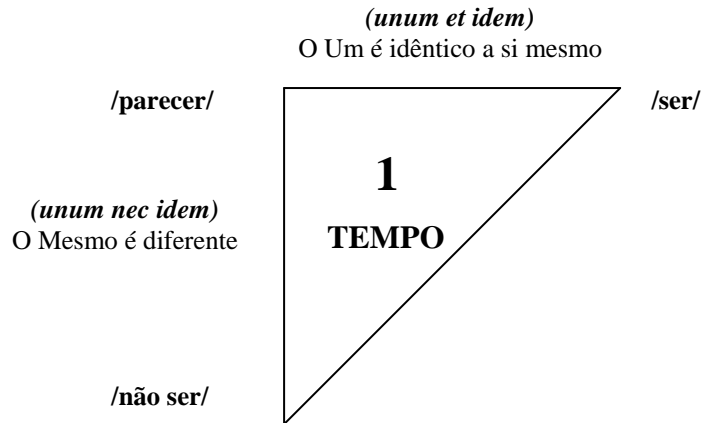 (unum et idem)
O Um é idêntico a si mesmo
/parecer/
/ser/
1
(unum nec idem)
O Mesmo é diferente
TEMPO
/não ser/